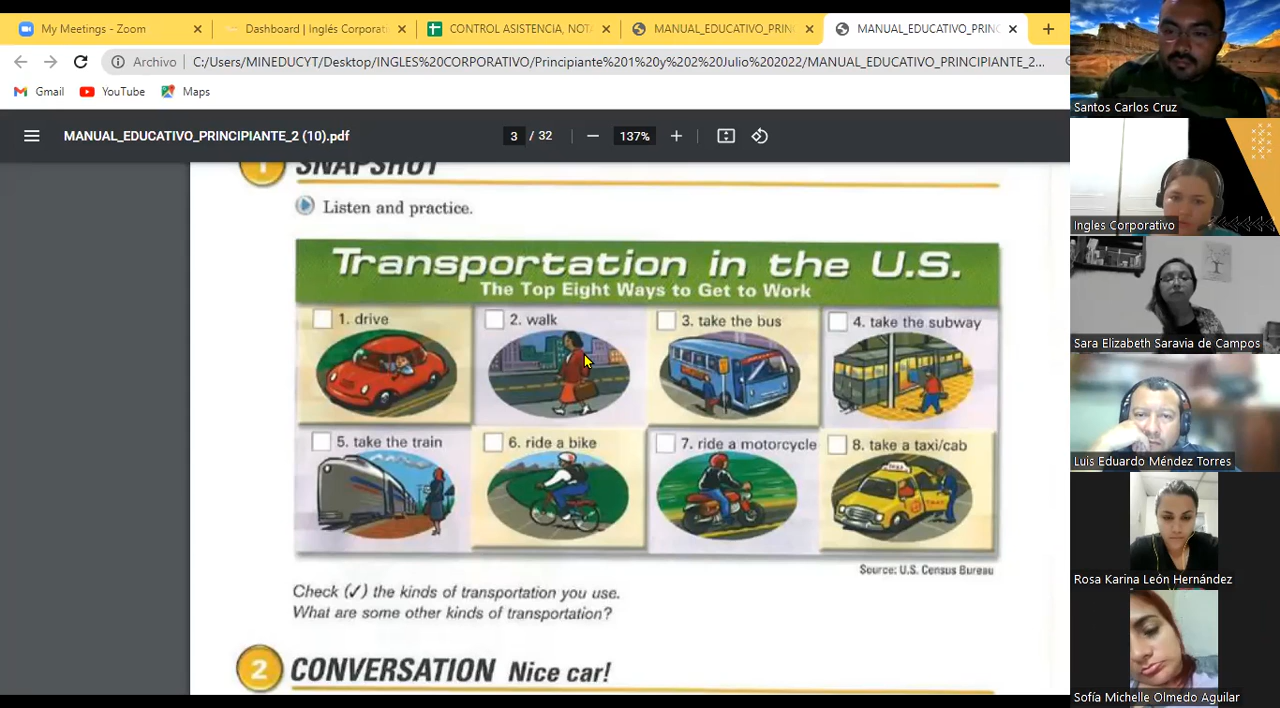 My Meetings - Zoom
Dashboard | Inglés Corporati
CONTROL ASISTENCIA, NOT
MANUAL_EDUCATIVO_PRINCIP
MANUAL_EDUCATIVO_PRINC
Archivo
C:/Users/MINEDUCYT/Desktop/INGLES%20CORPORATIVO/Principiante%201%20y%202%20Julio%202022/MANUAL_EDUCATIVO_PRINCIPIANTE_2...
Gmail
YouTube
Maps
MANUAL_EDUCATIVO_PRINCIPIANTE_2 (10).pdf
3 / 32
137%
1 SNAPSHOT
Listen and practice.
Transportation in the U.S.
The Top Eight Ways to Get to Work
1. drive
2. walk
3. take the bus
4. take the subway
5. take the train
6. ride a bike
7. ride a motorcycle
8. take a taxi/cab
TAXI
TAXI
Source: U.S. Census Bureau
Check (✓) the kinds of transportation you use.
What are some other kinds of transportation?
2 CONVERSATION Nice car!
Santos Carlos Cruz
Ingles Corporativo
Sara Elizabeth Saravia de Campos
Luis Eduardo Méndez Torres
Rosa Karina León Hernández
Sofía Michelle Olmedo Aguilar